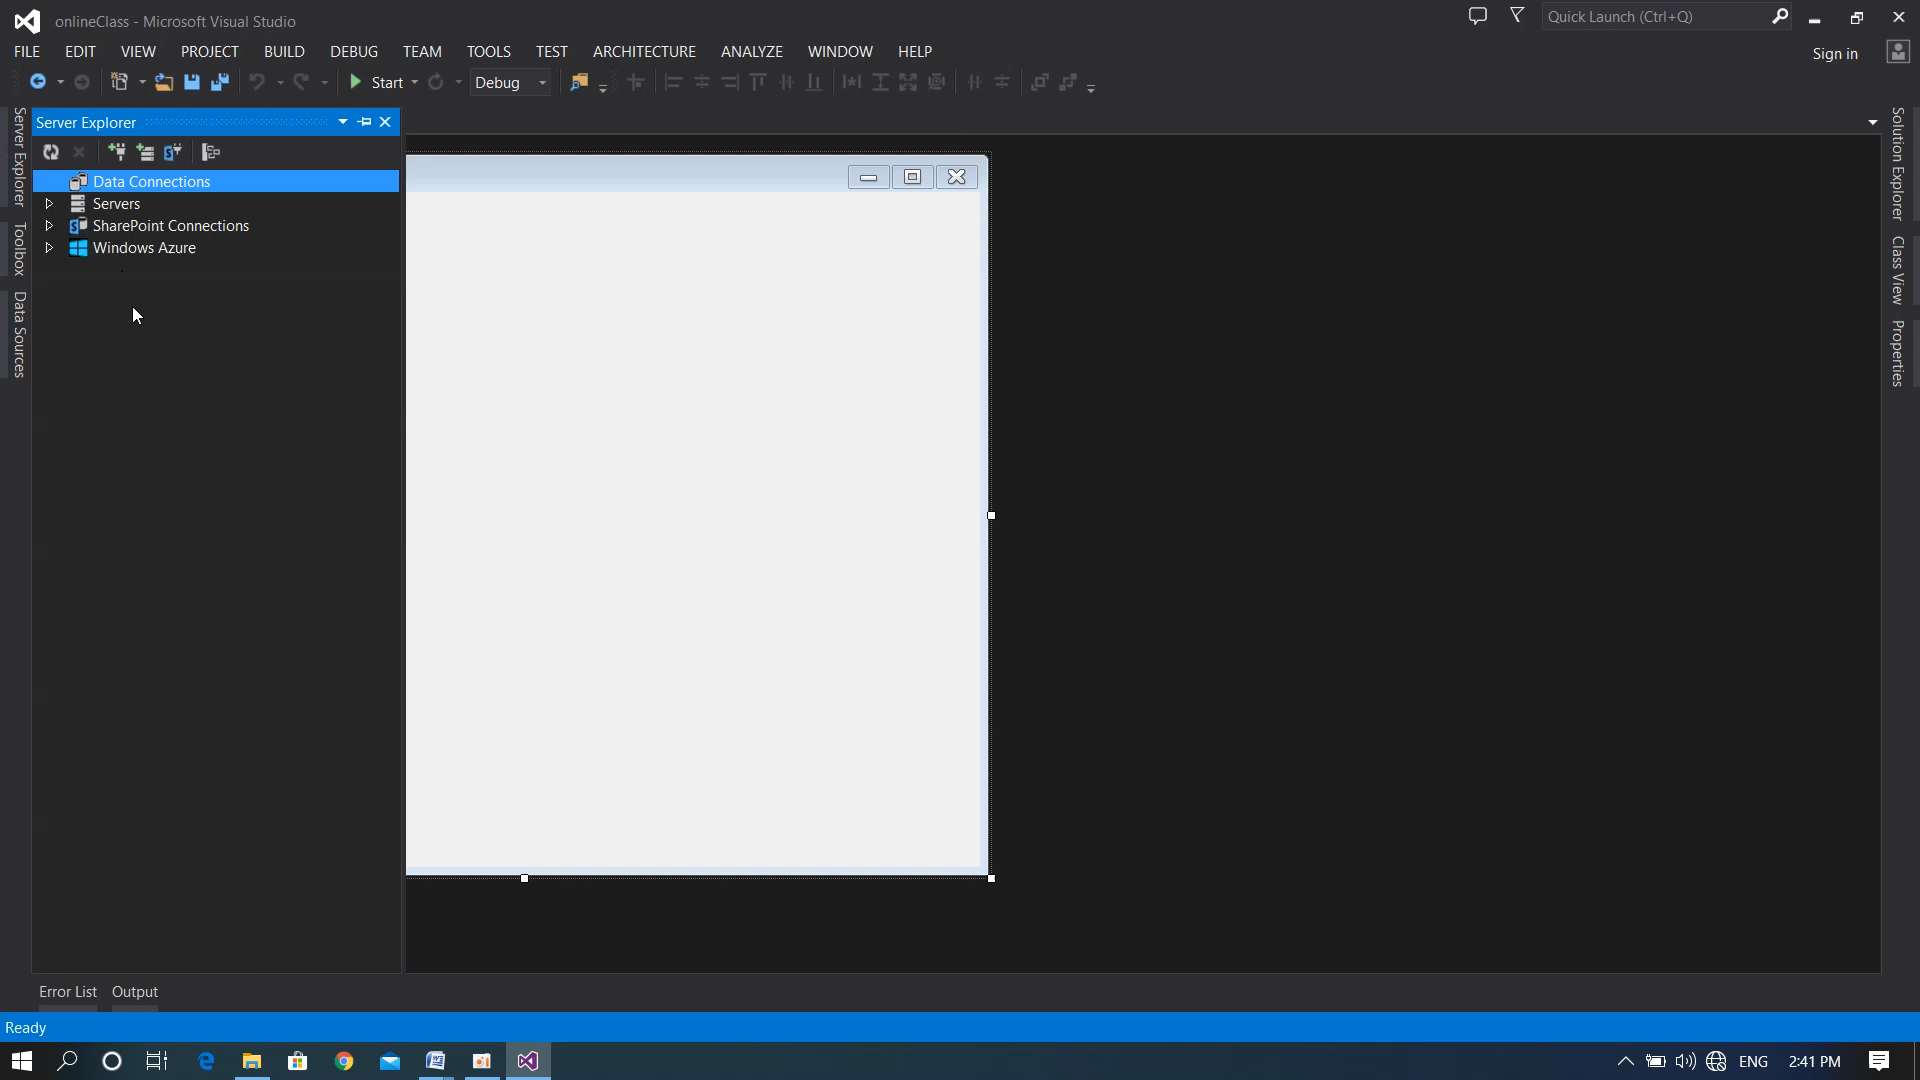 onlineClass - Microsoft Visual Studio
Quick Launch (Ctrl+Q)
FILE EDIT VIEW PROJECT BUILD DEBUG TEAM TOOLS TEST ARCHITECTURE ANALYZE WINDOW HELP
Sign in
Start Debug
Server Explorer
Data Connections
Servers
SharePoint Connections
Windows Azure
Server Explorer
Toolbox
Data Sources
Solution Explorer
Class View
Properties
Error List Output
Ready
ENG 2:41 PM